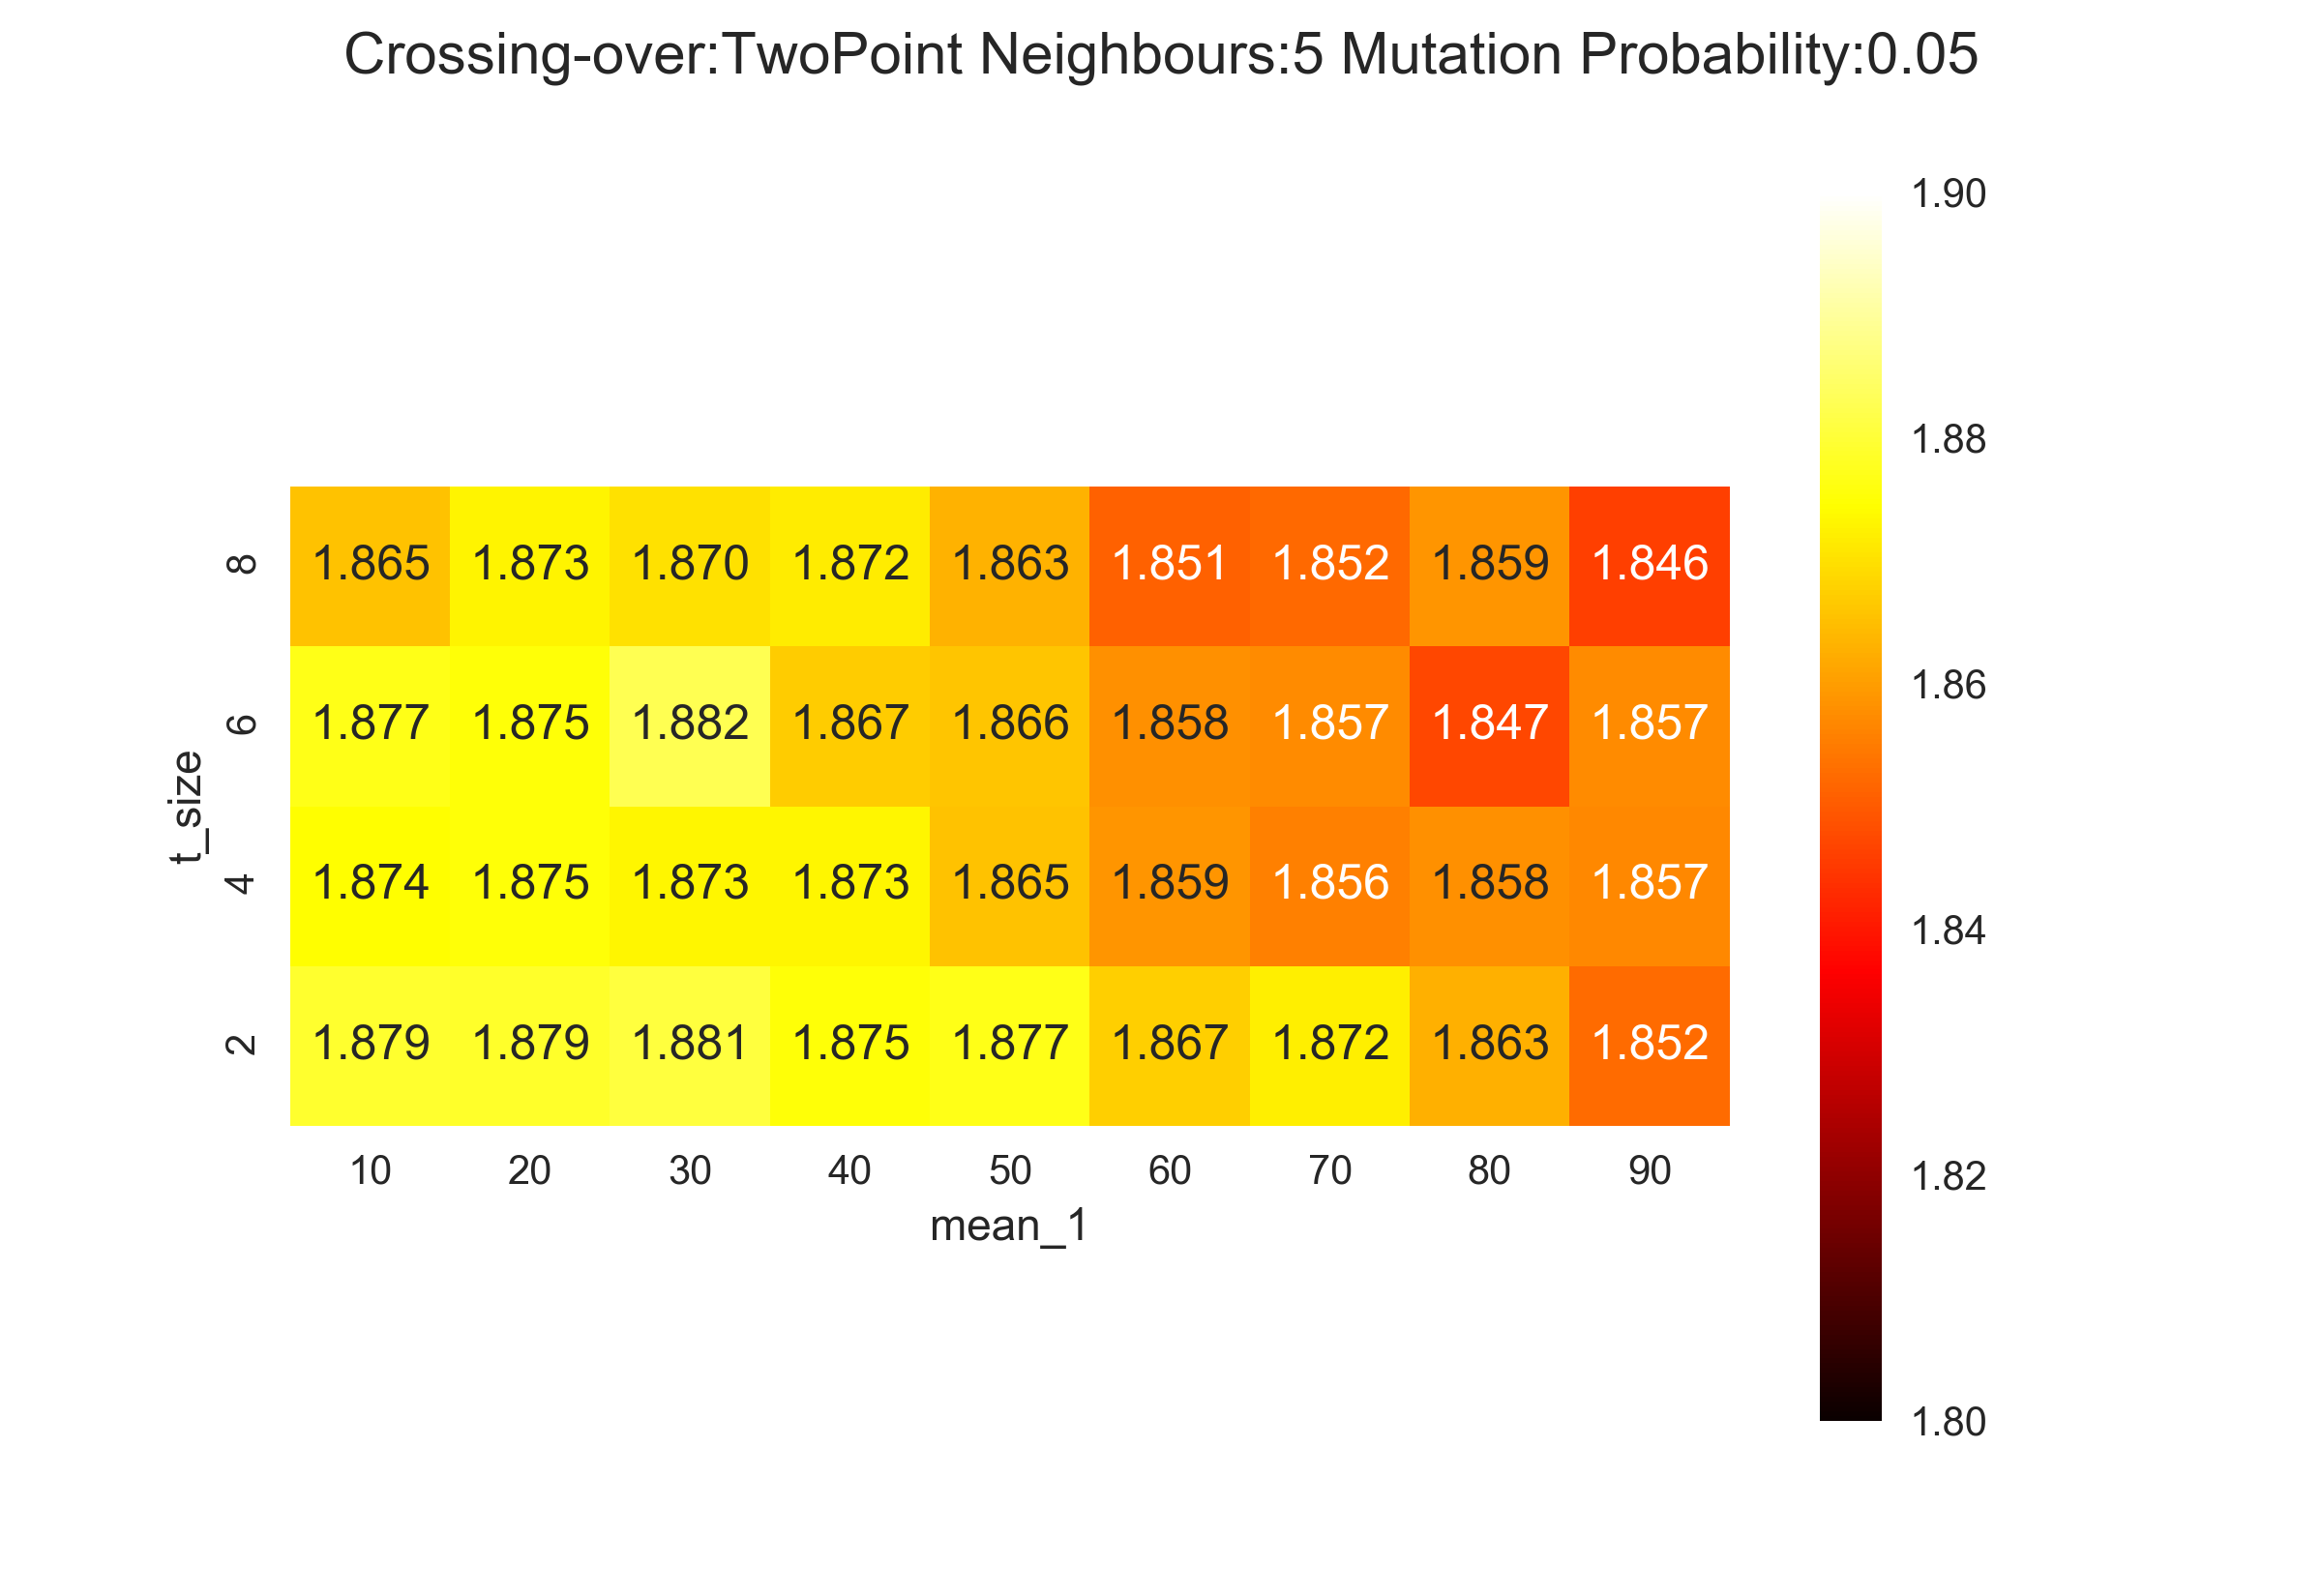 Crossing-over:TwoPoint Neighbours:5 Mutation Probability:0.05
t_size
8 1.865 1.873 1.870 1.872 1.863 1.851 1.852 1.859 1.846
6 1.877 1.875 1.882 1.867 1.866 1.858 1.857 1.847 1.857
4 1.874 1.875 1.873 1.873 1.865 1.859 1.856 1.858 1.857
2 1.879 1.879 1.881 1.875 1.877 1.867 1.872 1.863 1.852
10 20 30 40 50 60 70 80 90
mean_1
1.90
1.88
1.86
1.84
1.82
1.80